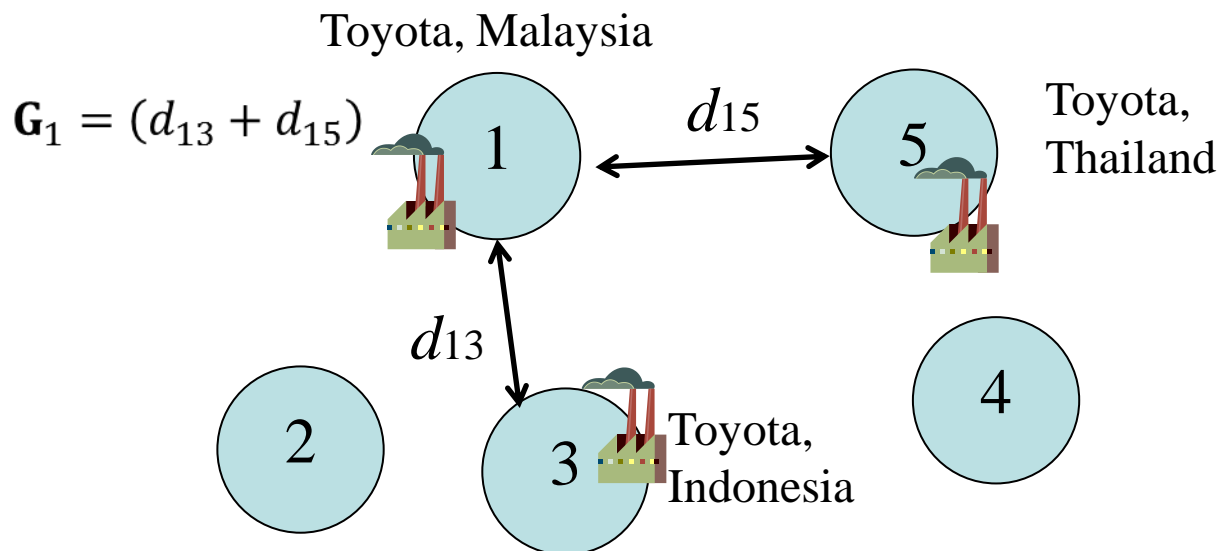 Toyota, Malaysia
𝐆₁ = (𝑑₁₃ + 𝑑₁₅)
1
d15
5
Toyota,
Thailand
d13
2
3
4
Toyota,
Indonesia